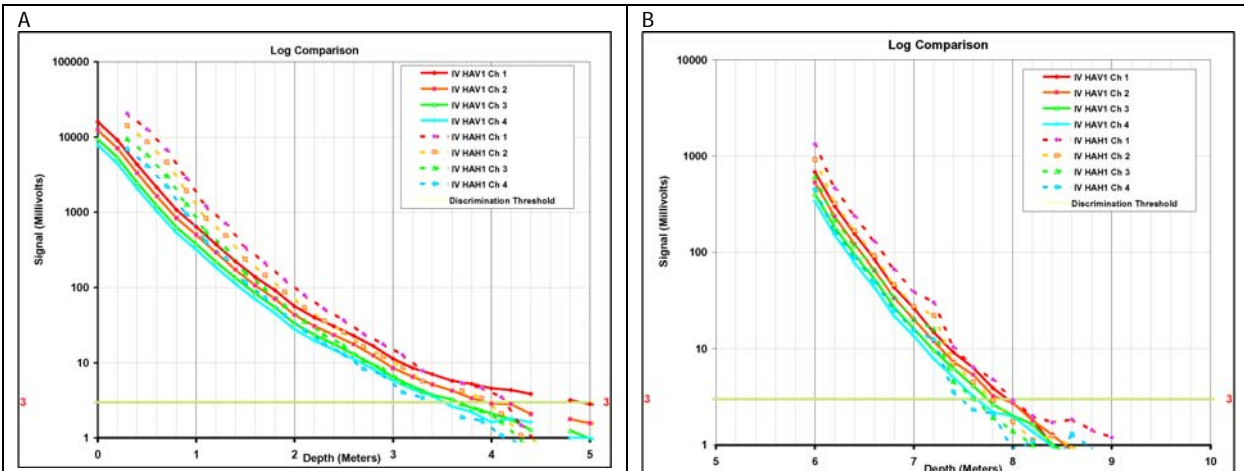 A
Log Comparison
Signal (Millivolts)
100000
10000
1000
100
10
1
3
3
0
1
2
3
4
5
Depth (Meters)
IV HAV1 Ch 1
IV HAV1 Ch 2
IV HAV1 Ch 3
IV HAV1 Ch 4
IV HAH1 Ch 1
IV HAH1 Ch 2
IV HAH1 Ch 3
IV HAH1 Ch 4
Discrimination Threshold
B
Log Comparison
Signal (Millivolts)
10000
1000
100
10
1
3
3
5
6
7
8
9
10
Depth (Meters)
IV HAV1 Ch 1
IV HAV1 Ch 2
IV HAV1 Ch 3
IV HAV1 Ch 4
IV HAH1 Ch 1
IV HAH1 Ch 2
IV HAH1 Ch 3
IV HAH1 Ch 4
Discrimination Threshold